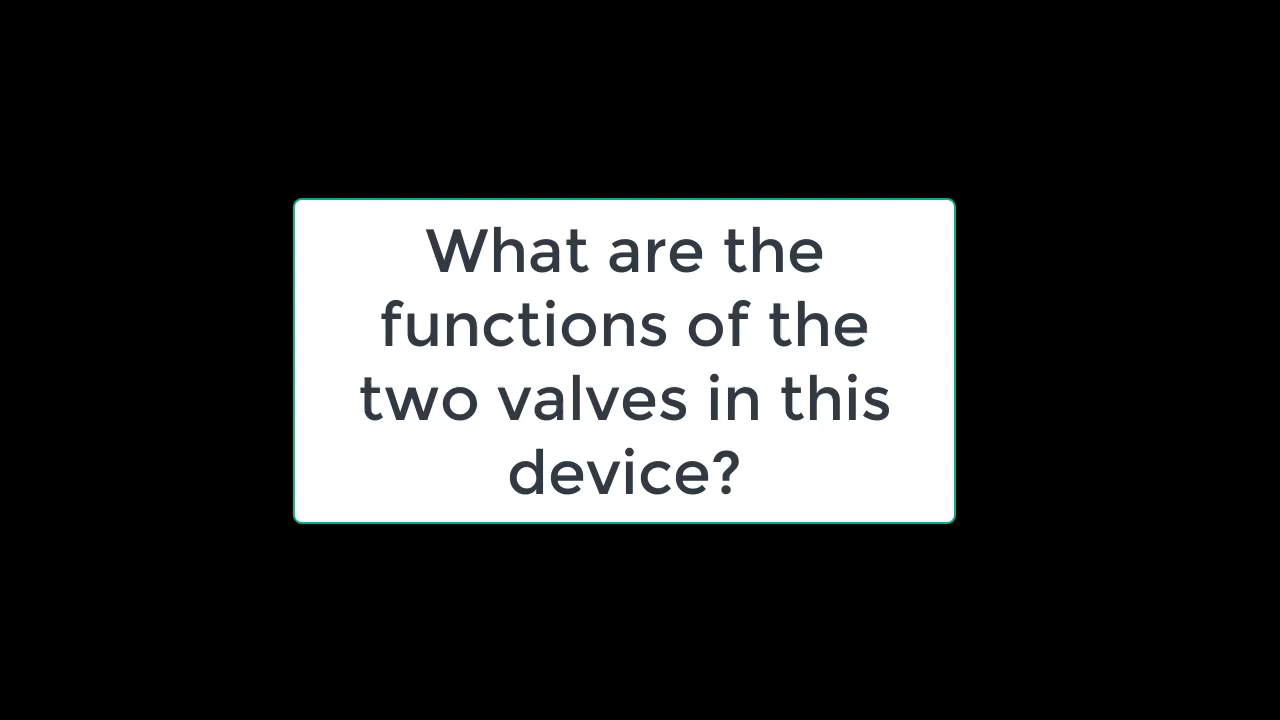 What are the
functions of the
two valves in this
device?